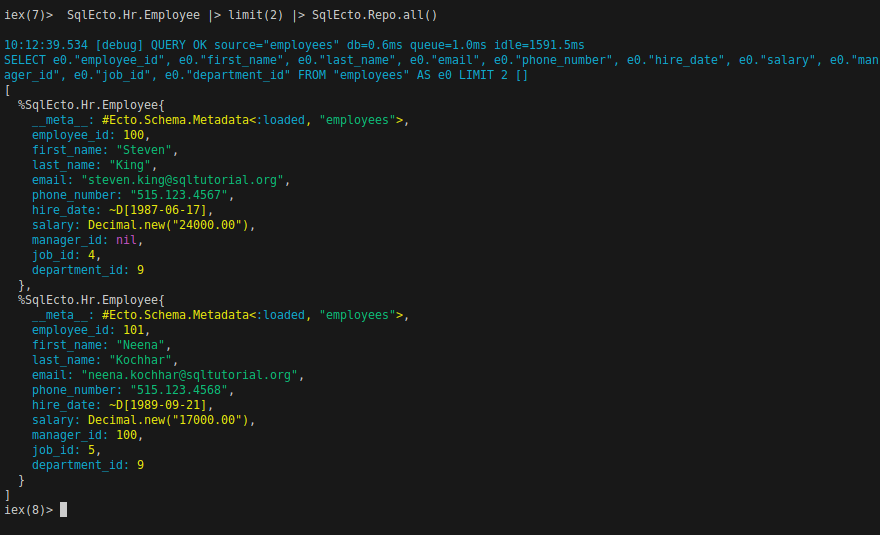 iex(7)>  SqlEcto.Hr.Employee |> limit(2) |> SqlEcto.Repo.all()
10:12:39.534 [debug] QUERY OK source="employees" db=0.6ms queue=1.0ms idle=1591.5ms
SELECT e0."employee_id", e0."first_name", e0."last_name", e0."email", e0."phone_number", e0."hire_date", e0."salary", e0."man
ager_id", e0."job_id", e0."department_id" FROM "employees" AS e0 LIMIT 2 []
[
  %SqlEcto.Hr.Employee{
    __meta__: #Ecto.Schema.Metadata<:loaded, "employees">,
    employee_id: 100,
    first_name: "Steven",
    last_name: "King",
    email: "steven.king@sqltutorial.org",
    phone_number: "515.123.4567",
    hire_date: ~D[1987-06-17],
    salary: Decimal.new("24000.00"),
    manager_id: nil,
    job_id: 4,
    department_id: 9
  },
  %SqlEcto.Hr.Employee{
    __meta__: #Ecto.Schema.Metadata<:loaded, "employees">,
    employee_id: 101,
    first_name: "Neena",
    last_name: "Kochhar",
    email: "neena.kochhar@sqltutorial.org",
    phone_number: "515.123.4568",
    hire_date: ~D[1989-09-21],
    salary: Decimal.new("17000.00"),
    manager_id: 100,
    job_id: 5,
    department_id: 9
  }
]
iex(8)>